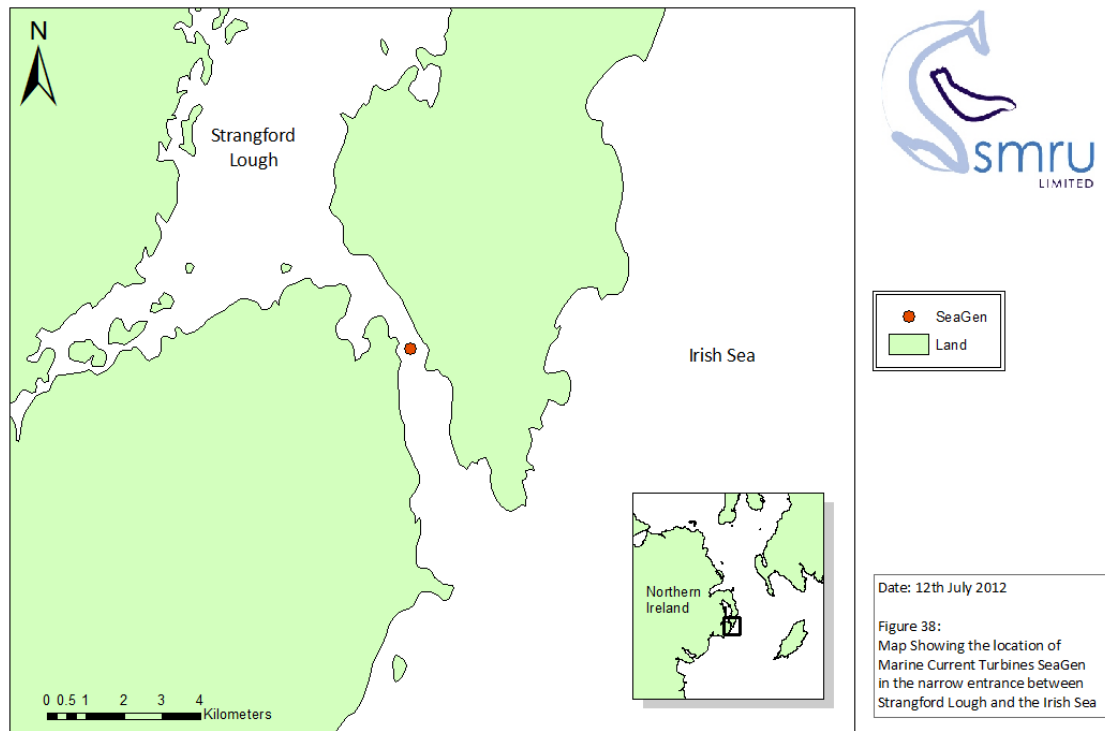 N
Strangford
Lough
Irish Sea
Northern
Ireland
0 0.5 1 2 3 4
Kilometers
smru
LIMITED
SeaGen
Land
Date: 12th July 2012
Figure 38:
Map Showing the location of
Marine Current Turbines SeaGen
in the narrow entrance between
Strangford Lough and the Irish Sea